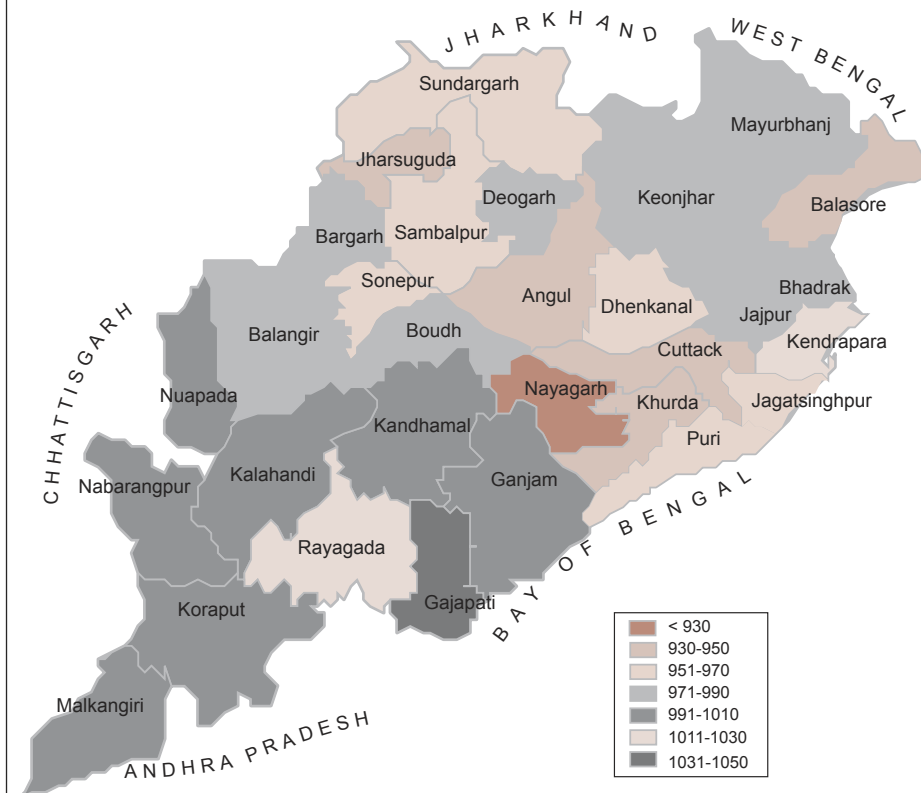 JHARKHAND
WEST BENGAL
Sundargarh
Mayurbhanj
Jharsuguda
Deogarh
Keonjhar
Balasore
Bargarh
Sambalpur
Sonepur
Angul
Dhenkanal
Bhadrak
Jajpur
Balangir
Boudh
Cuttack
Kendrapara
CHHATTISGARH
Nuapada
Nayagarh
Khurda
Jagatsinghpur
Kandhamal
Puri
Kalahandi
Ganjam
Nabarangpur
BAY OF BENGAL
Rayagada
Koraput
Gajapati
Malkangiri
ANDHRA PRADESH
< 930
930-950
951-970
971-990
991-1010
1011-1030
1031-1050